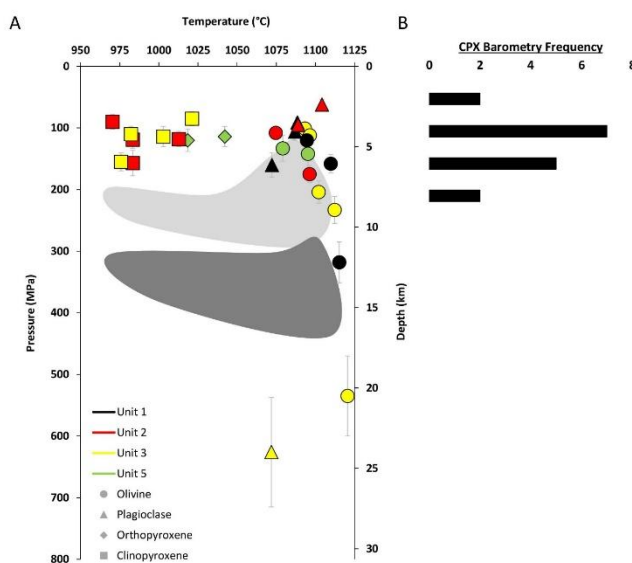 A
Temperature (°C)
950 975 1000 1025 1050 1075 1100 1125
0
100
200
300
400
500
600
700
800
Pressure (MPa)
0
5
10
15
20
25
30
Depth (km)
Unit 1
Unit 2
Unit 3
Unit 5
Olivine
Plagioclase
Orthopyroxene
Clinopyroxene
B
CPX Barometry Frequency
0 2 4 6 8